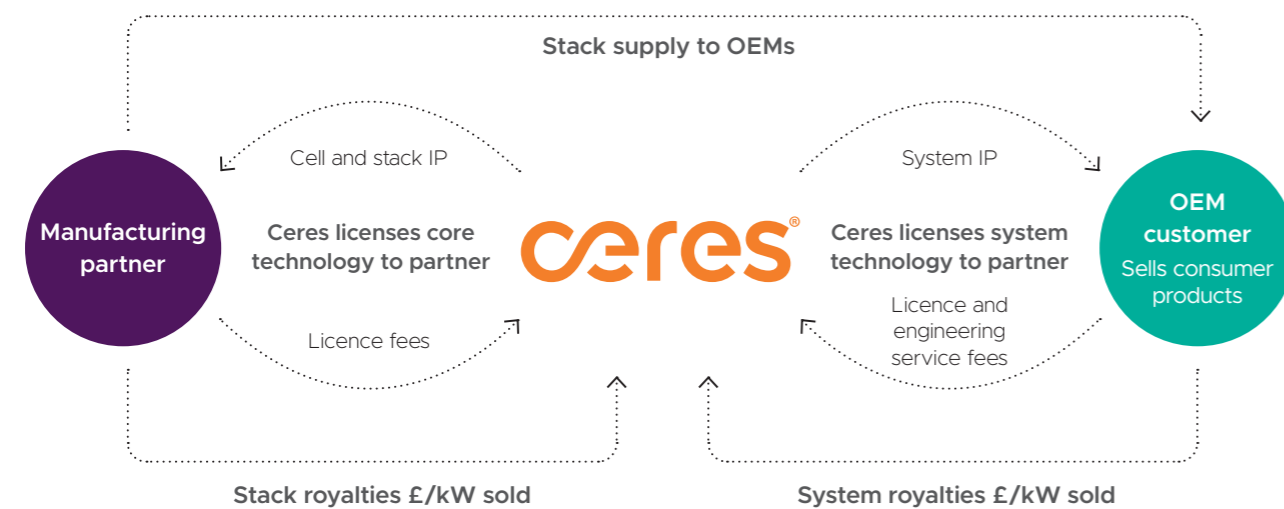 Stack supply to OEMs
Cell and stack IP
System IP
Manufacturing
partner
Ceres licenses core
technology to partner
ceres®
Ceres licenses system
technology to partner
OEM
customer
Sells consumer
products
Licence fees
Licence and
engineering
service fees
Stack royalties £/kW sold
System royalties £/kW sold